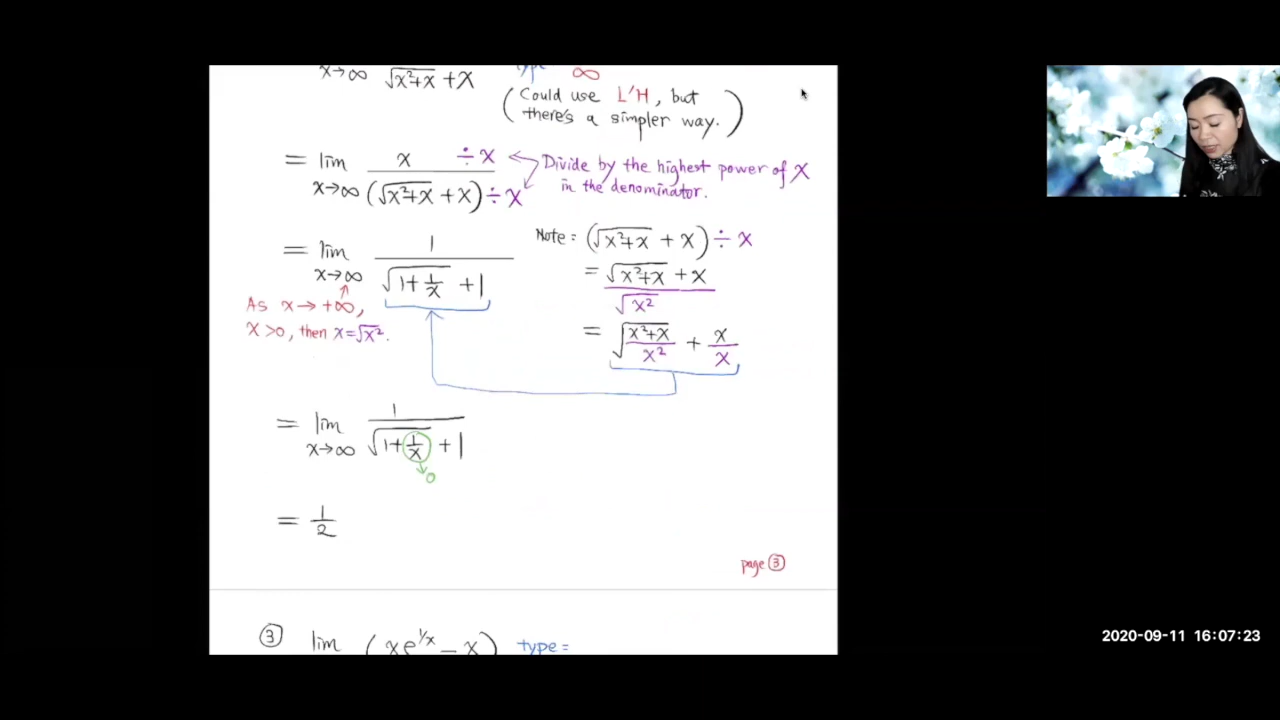 x→∞ √x²+x + x type ∞
(Could use L'H, but
there's a simpler way.)
= lim x→∞ x ÷x / (√x²+x + x) ÷x
Divide by the highest power of x
in the denominator.
= lim x→∞ 1 / √1+1/x + 1
As x → +∞,
x > 0, then x = √x².
Note: (√x²+x + x) ÷ x
= √x²+x + x / √x²
= √x²+x / x² + x/x
= lim x→∞ 1 / √1+1/x + 1
→0
= 1/2
page ③
③ lim (xe^1/x − x) type =
2020-09-11 16:07:23